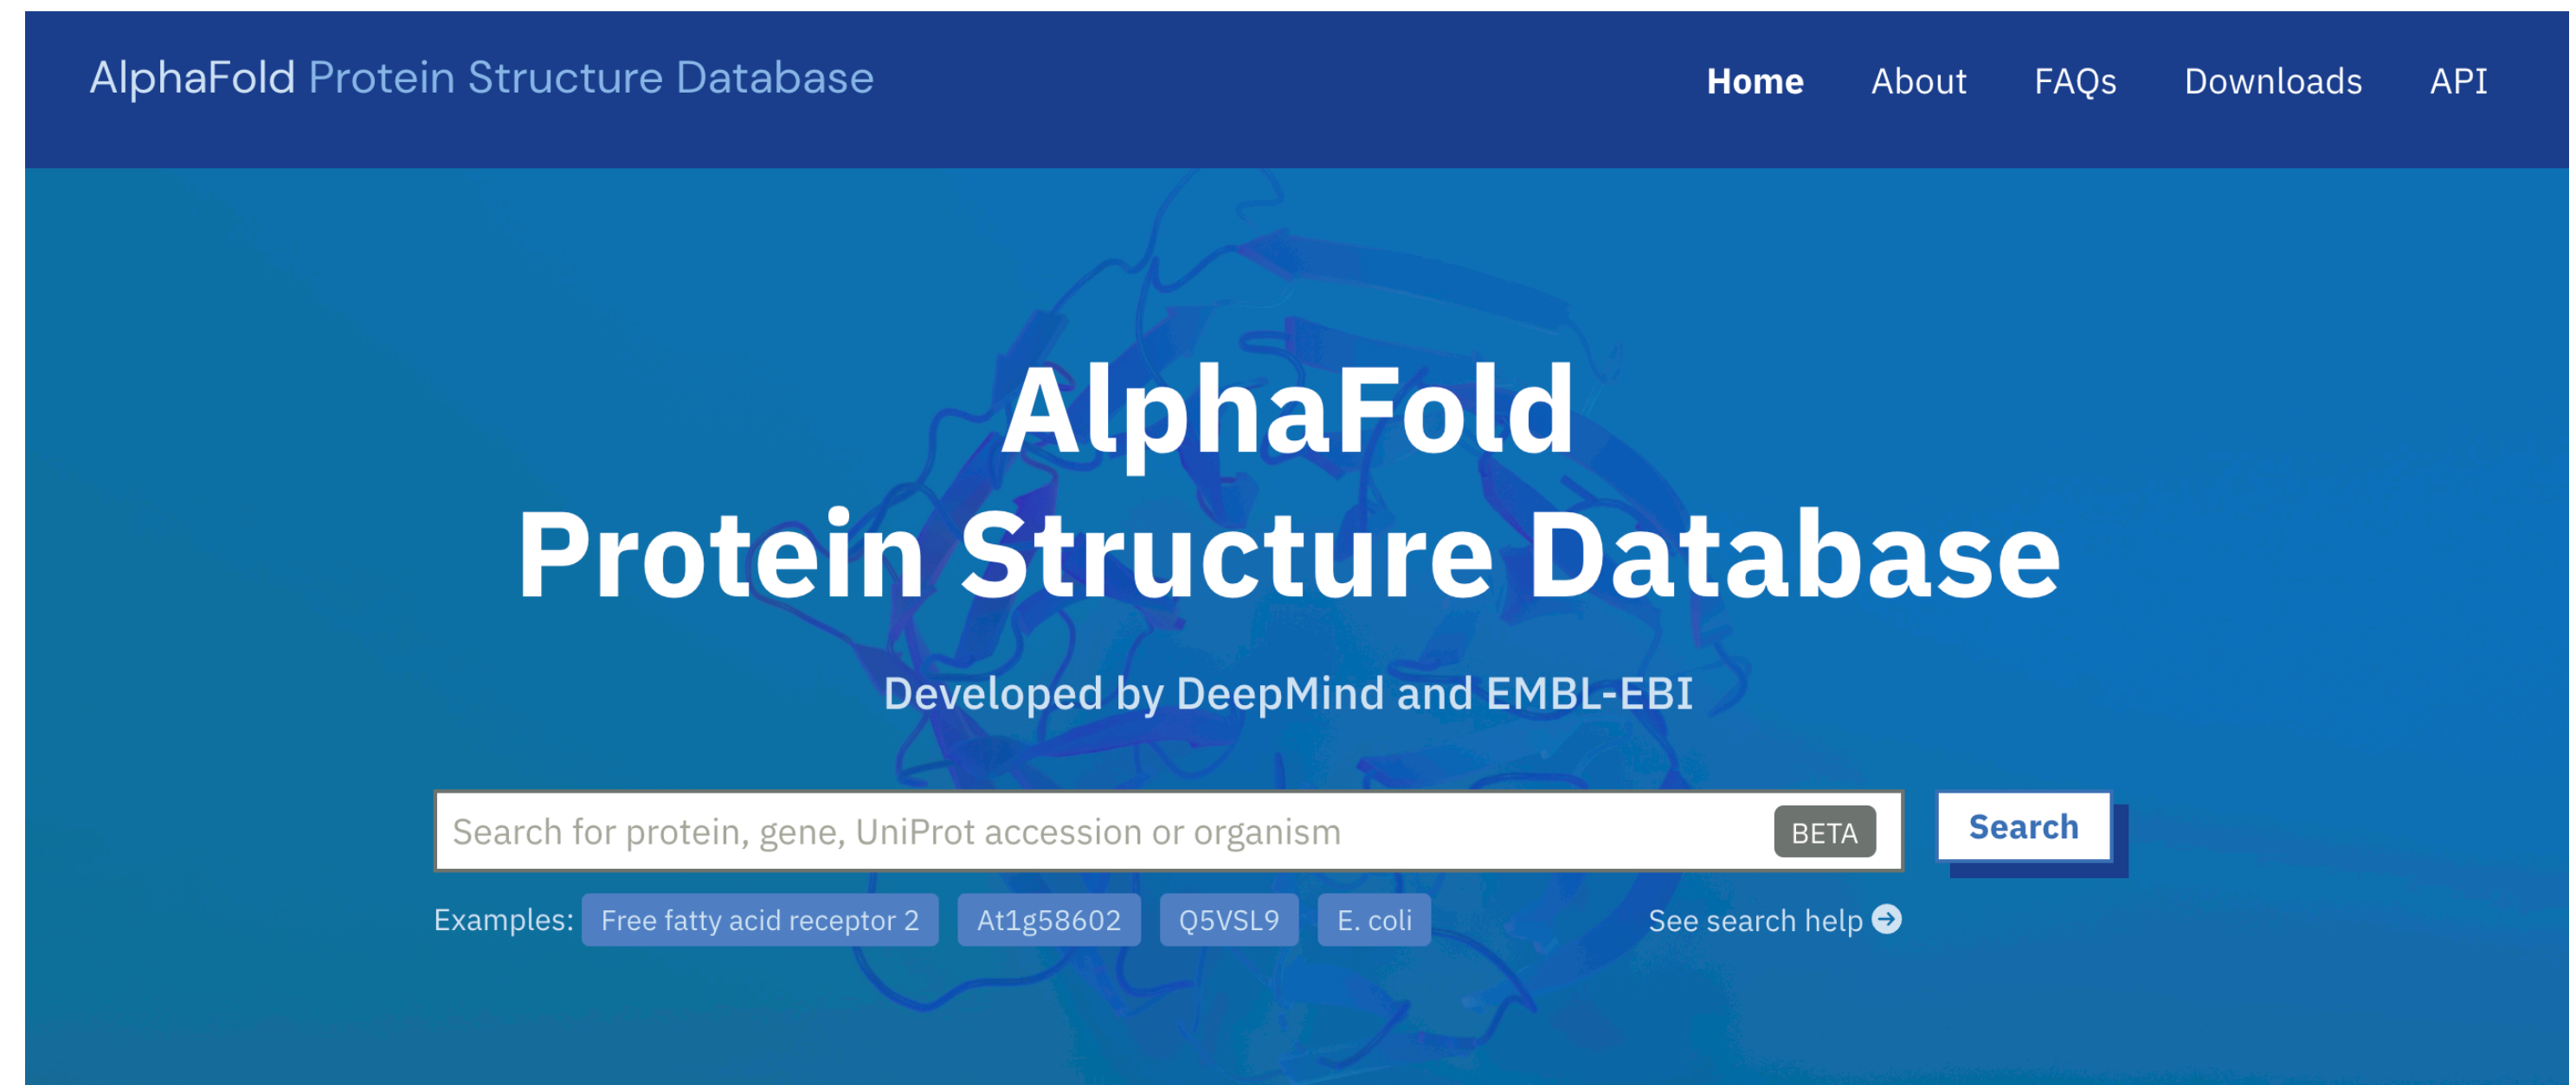 AlphaFold Protein Structure Database
Home About FAQs Downloads API
AlphaFold
Protein Structure Database
Developed by DeepMind and EMBL-EBI
Search for protein, gene, UniProt accession or organism BETA Search
Examples: Free fatty acid receptor 2 At1g58602 Q5VSL9 E. coli See search help